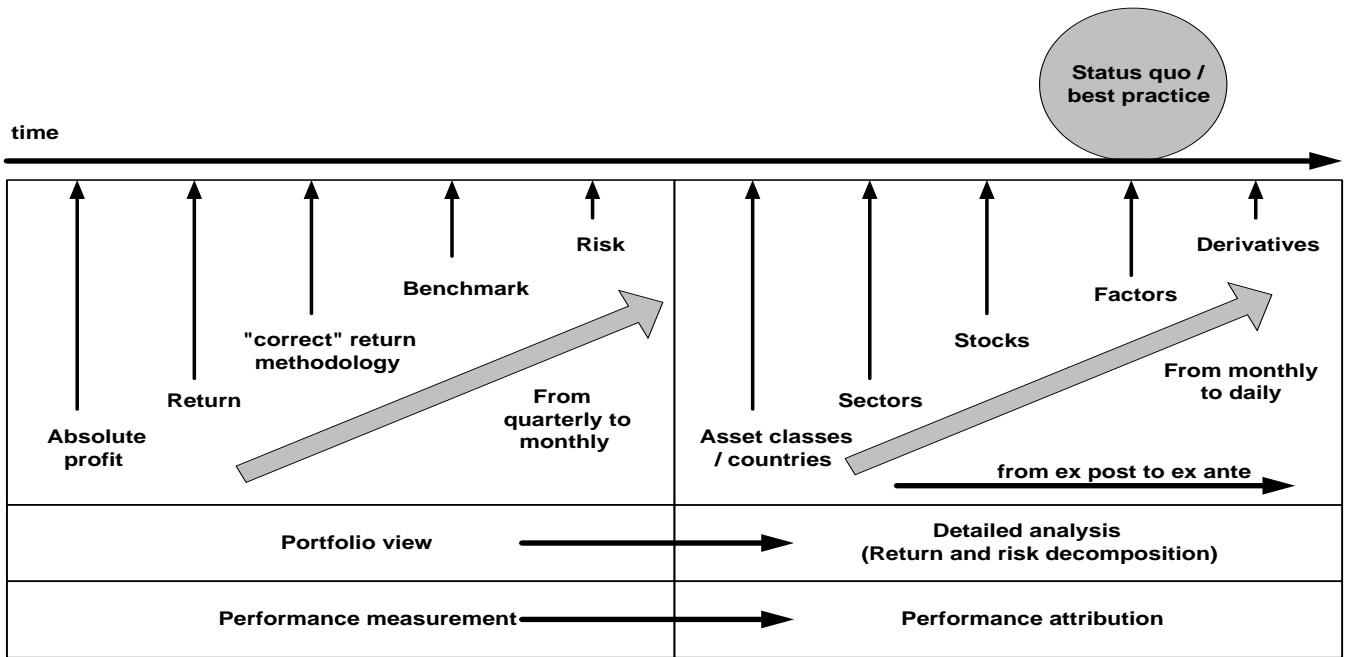 Status quo /
best practice
time
Risk
Derivatives
Benchmark
Factors
"correct" return
methodology
Stocks
From monthly
to daily
Return
From
quarterly to
monthly
Sectors
Absolute
profit
Asset classes
/ countries
from ex post to ex ante
Portfolio view
Detailed analysis
(Return and risk decomposition)
Performance measurement
Performance attribution